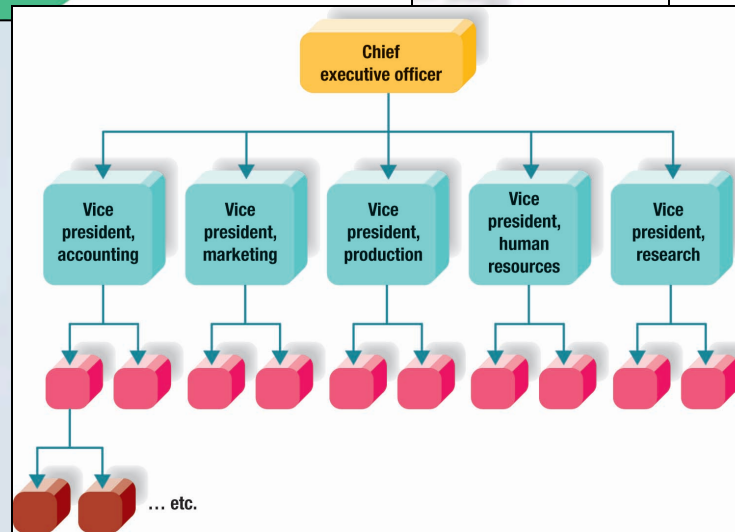 Chief
executive officer
Vice
president,
accounting
Vice
president,
marketing
Vice
president,
production
Vice
president,
human
resources
Vice
president,
research
... etc.